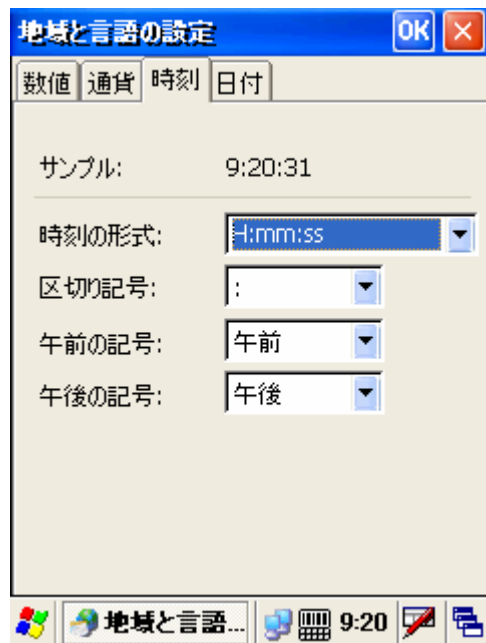 地域と言語の設定 OK
数値 通貨 時刻 日付
サンプル: 9:20:31
時刻の形式: H:mm:ss
区切り記号: :
午前の記号: 午前
午後の記号: 午後
地域と言語... 9:20